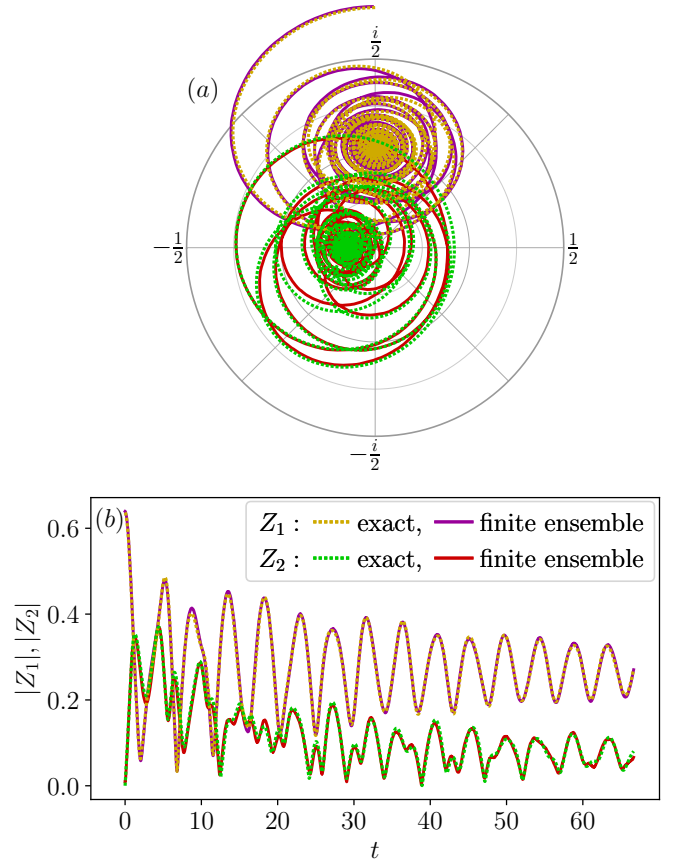 i/2
(a)
−1/2
1/2
−i/2
(b)
Z₁ : exact, finite ensemble
Z₂ : exact, finite ensemble
|Z₁|, |Z₂|
0.6
0.4
0.2
0.0
0 10 20 30 40 50 60
t